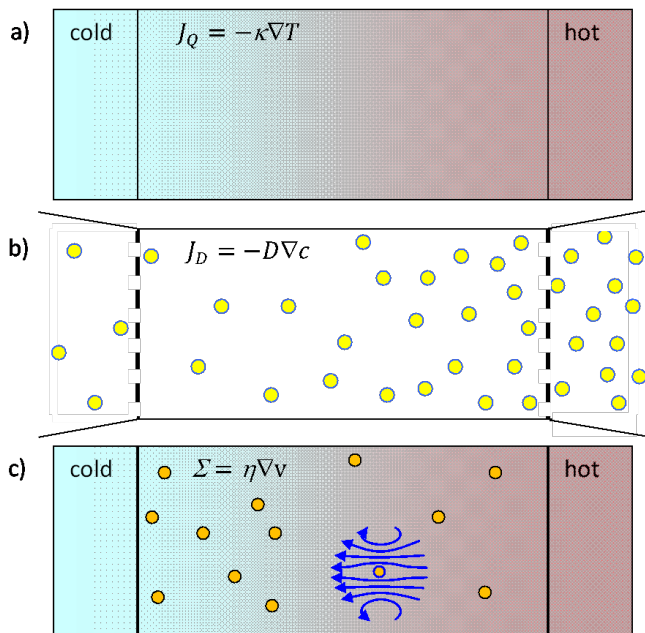 a)
cold
J_Q = −κ∇T
hot
b)
J_D = −D∇c
c)
cold
Σ = η∇v
hot